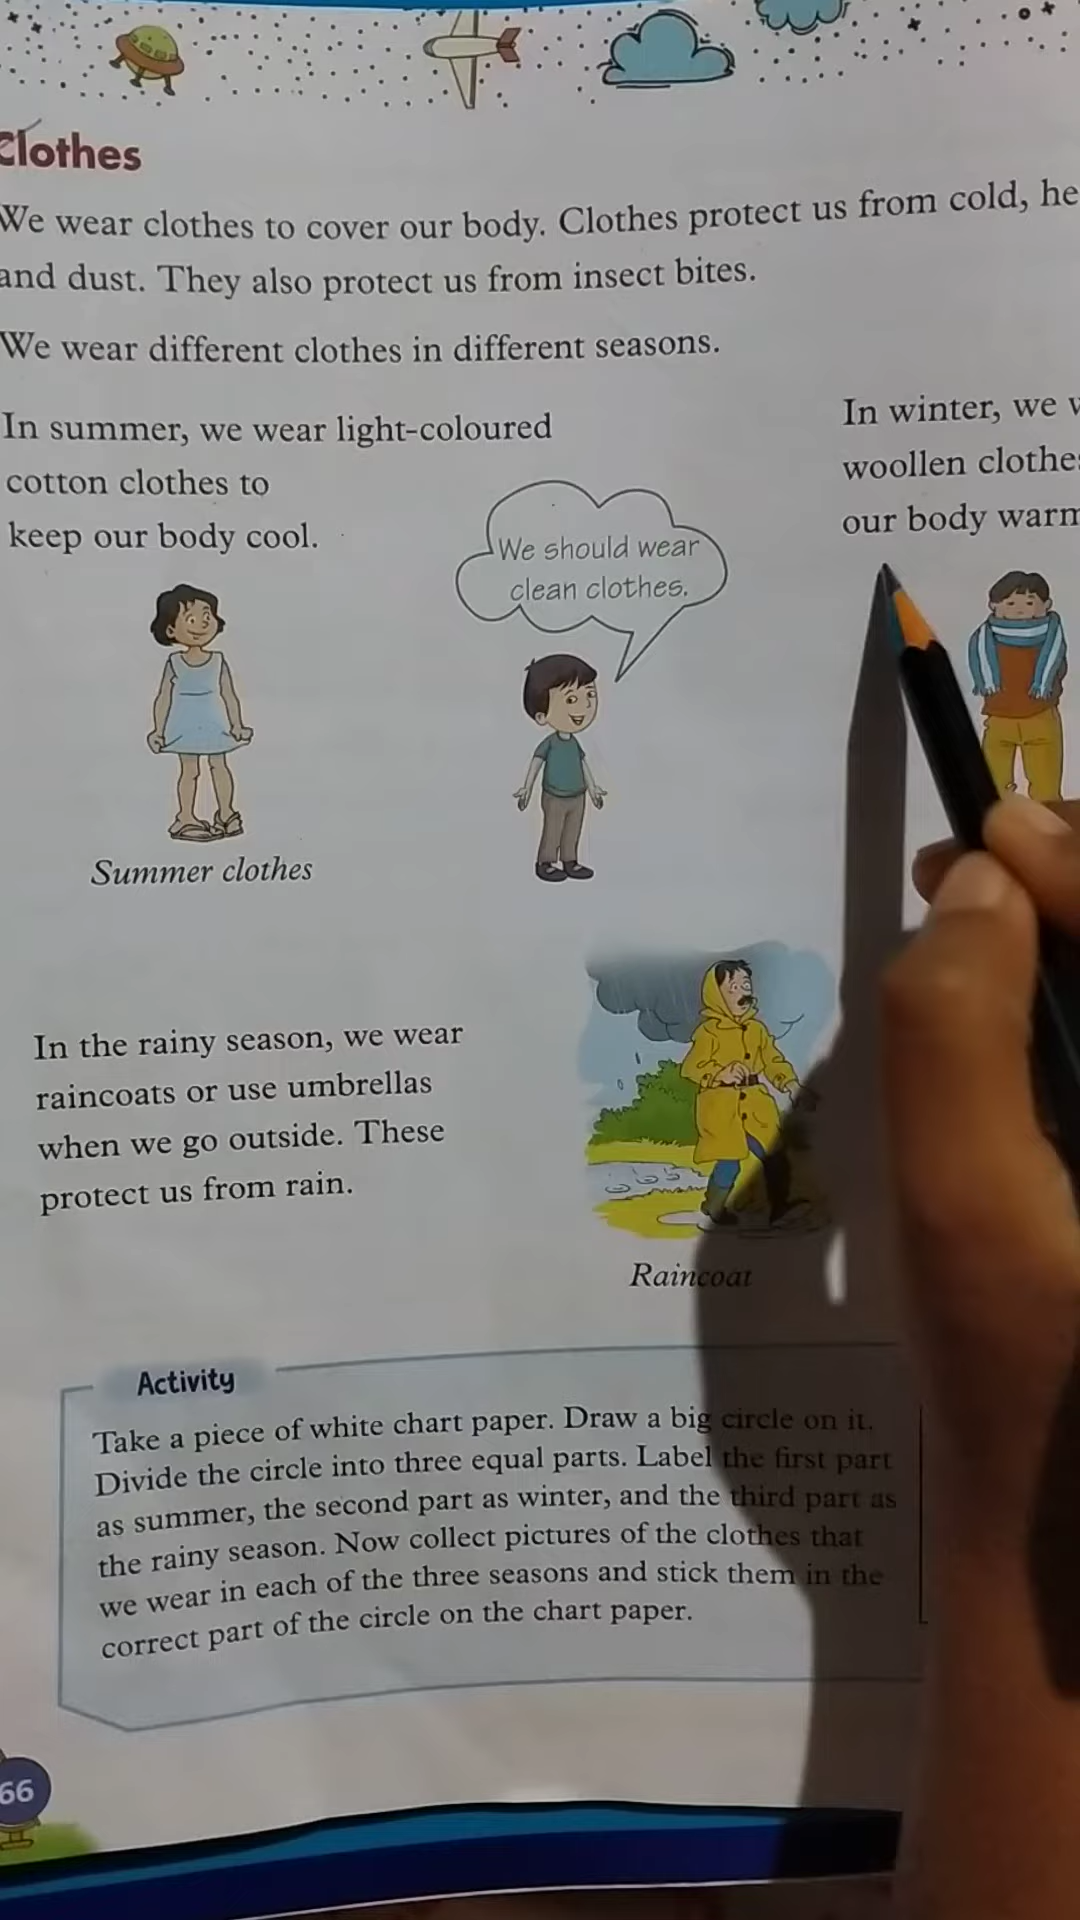 Clothes
We wear clothes to cover our body. Clothes protect us from cold,
and dust. They also protect us from insect bites.
We wear different clothes in different seasons.
In summer, we wear light-coloured
cotton clothes to
keep our body cool.
We should wear
clean clothes.
In winter, we
woollen
our body warm
Summer clothes
In the rainy season, we wear
raincoats or use umbrellas
when we go outside. These
protect us from rain.
Raincoat
Activity
Take a piece of white chart paper. Draw a big circle on it.
Divide the circle into three equal parts. Label the first part
as summer, the second part as winter, and the third part as
the rainy season. Now collect pictures of the clothes that
we wear in each of the three seasons and stick them in the
correct part of the circle on the chart paper.
66